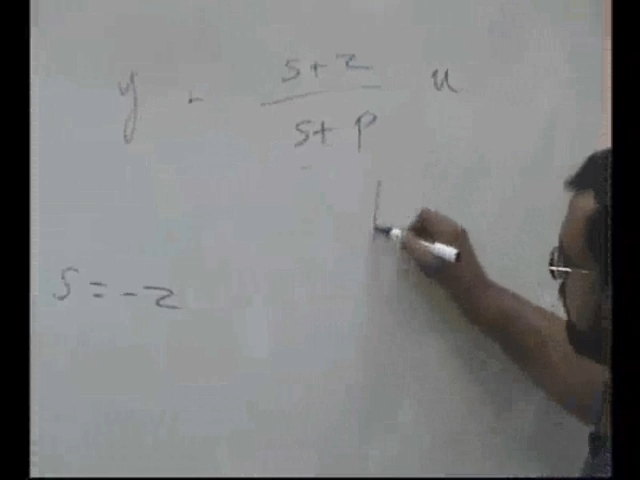 y = s+z / s+p u
s = -z